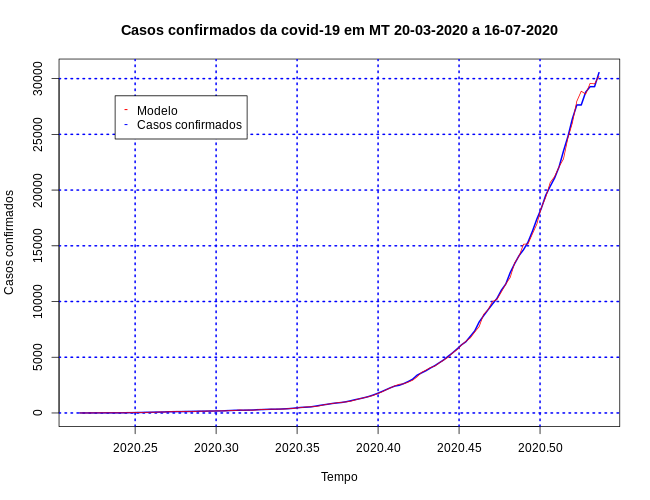 Casos confirmados da covid-19 em MT 20-03-2020 a 16-07-2020
Casos confirmados
30000
25000
20000
15000
10000
5000
0
- Modelo
- Casos confirmados
2020.25 2020.30 2020.35 2020.40 2020.45 2020.50
Tempo